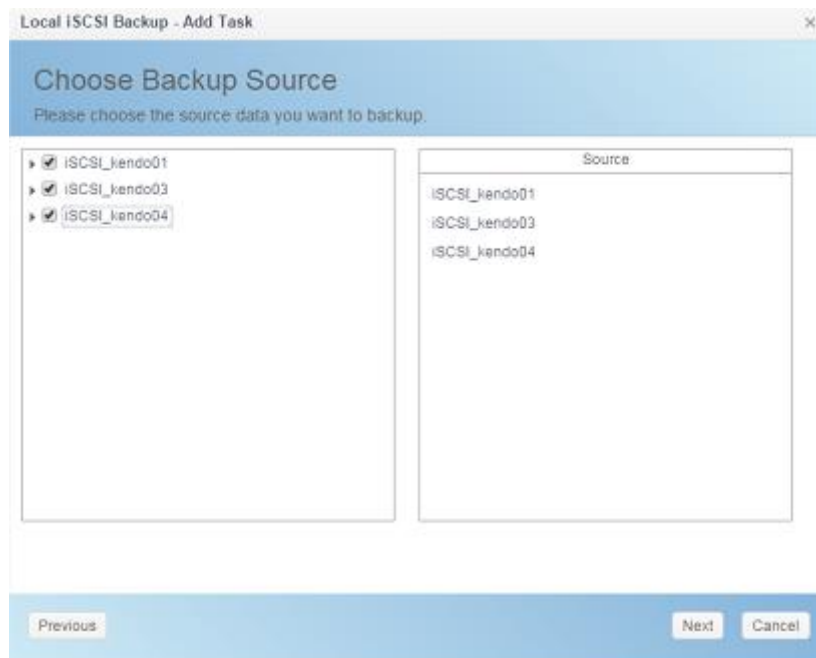 Local iSCSI Backup - Add Task
Choose Backup Source
Please choose the source data you want to backup.
iSCSI_kendo01
iSCSI_kendo03
iSCSI_kendo04
Source
iSCSI_kendo01
iSCSI_kendo03
iSCSI_kendo04
Previous
Next
Cancel